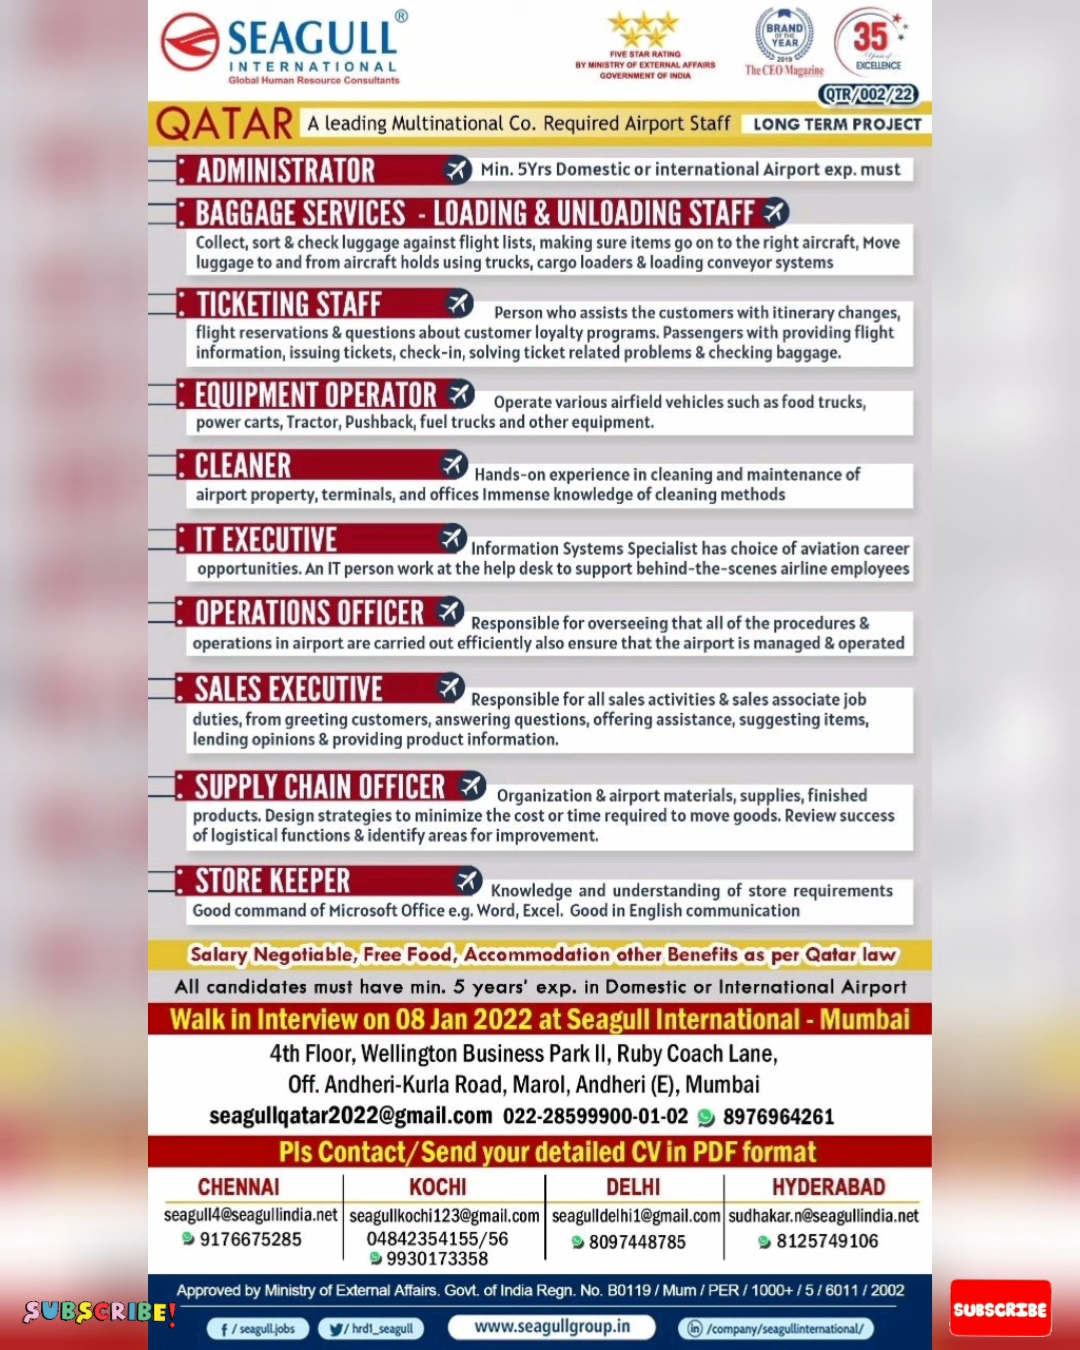 SEAGULL®
INTERNATIONAL
Global Human Resource Consultants
FIVE STAR RATING
BY MINISTRY OF EXTERNAL AFFAIRS
GOVERNMENT OF INDIA
BRAND
OF THE
YEAR
2019
The CEO Magazine
35
Years of
EXCELLENCE
QTR/002/22
QATAR A leading Multinational Co. Required Airport Staff LONG TERM PROJECT
: ADMINISTRATOR Min. 5Yrs Domestic or international Airport exp. must
: BAGGAGE SERVICES - LOADING & UNLOADING STAFF
Collect, sort & check luggage against flight lists, making sure items go on to the right aircraft, Move
luggage to and from aircraft holds using trucks, cargo loaders & loading conveyor systems
: TICKETING STAFF Person who assists the customers with itinerary changes,
flight reservations & questions about customer loyalty programs. Passengers with providing flight
information, issuing tickets, check-in, solving ticket related problems & checking baggage.
: EQUIPMENT OPERATOR Operate various airfield vehicles such as food trucks,
power carts, Tractor, Pushback, fuel trucks and other equipment.
: CLEANER Hands-on experience in cleaning and maintenance of
airport property, terminals, and offices Immense knowledge of cleaning methods
: IT EXECUTIVE Information Systems Specialist has choice of aviation career
opportunities. An IT person work at the help desk to support behind-the-scenes airline employees
: OPERATIONS OFFICER Responsible for overseeing that all of the procedures &
operations in airport are carried out efficiently also ensure that the airport is managed & operated
: SALES EXECUTIVE Responsible for all sales activities & sales associate job
duties, from greeting customers, answering questions, offering assistance, suggesting items,
lending opinions & providing product information.
: SUPPLY CHAIN OFFICER Organization & airport materials, supplies, finished
products. Design strategies to minimize the cost or time required to move goods. Review success
of logistical functions & identify areas for improvement.
: STORE KEEPER Knowledge and understanding of store requirements
Good command of Microsoft Office e.g. Word, Excel. Good in English communication
Salary Negotiable, Free Food, Accommodation other Benefits as per Qatar law
All candidates must have min. 5 years' exp. in Domestic or International Airport
Walk in Interview on 08 Jan 2022 at Seagull International - Mumbai
4th Floor, Wellington Business Park II, Ruby Coach Lane,
Off. Andheri-Kurla Road, Marol, Andheri (E), Mumbai
seagullqatar2022@gmail.com 022-28599900-01-02 8976964261
Pls Contact/Send your detailed CV in PDF format
CHENNAI
seagull4@seagullindia.net
9176675285
KOCHI
seagullkochi123@gmail.com
04842354155/56
9930173358
DELHI
seagulldelhi1@gmail.com
8097448785
HYDERABAD
sudhakar.n@seagullindia.net
8125749106
Approved by Ministry of External Affairs. Govt. of India Regn. No. B0119 / Mum / PER / 1000+ / 5 / 6011 / 2002
f / seagull.jobs / hrd1_seagull www.seagullgroup.in in /company/seagullinternational/
SUBSCRIBE!
SUBSCRIBE